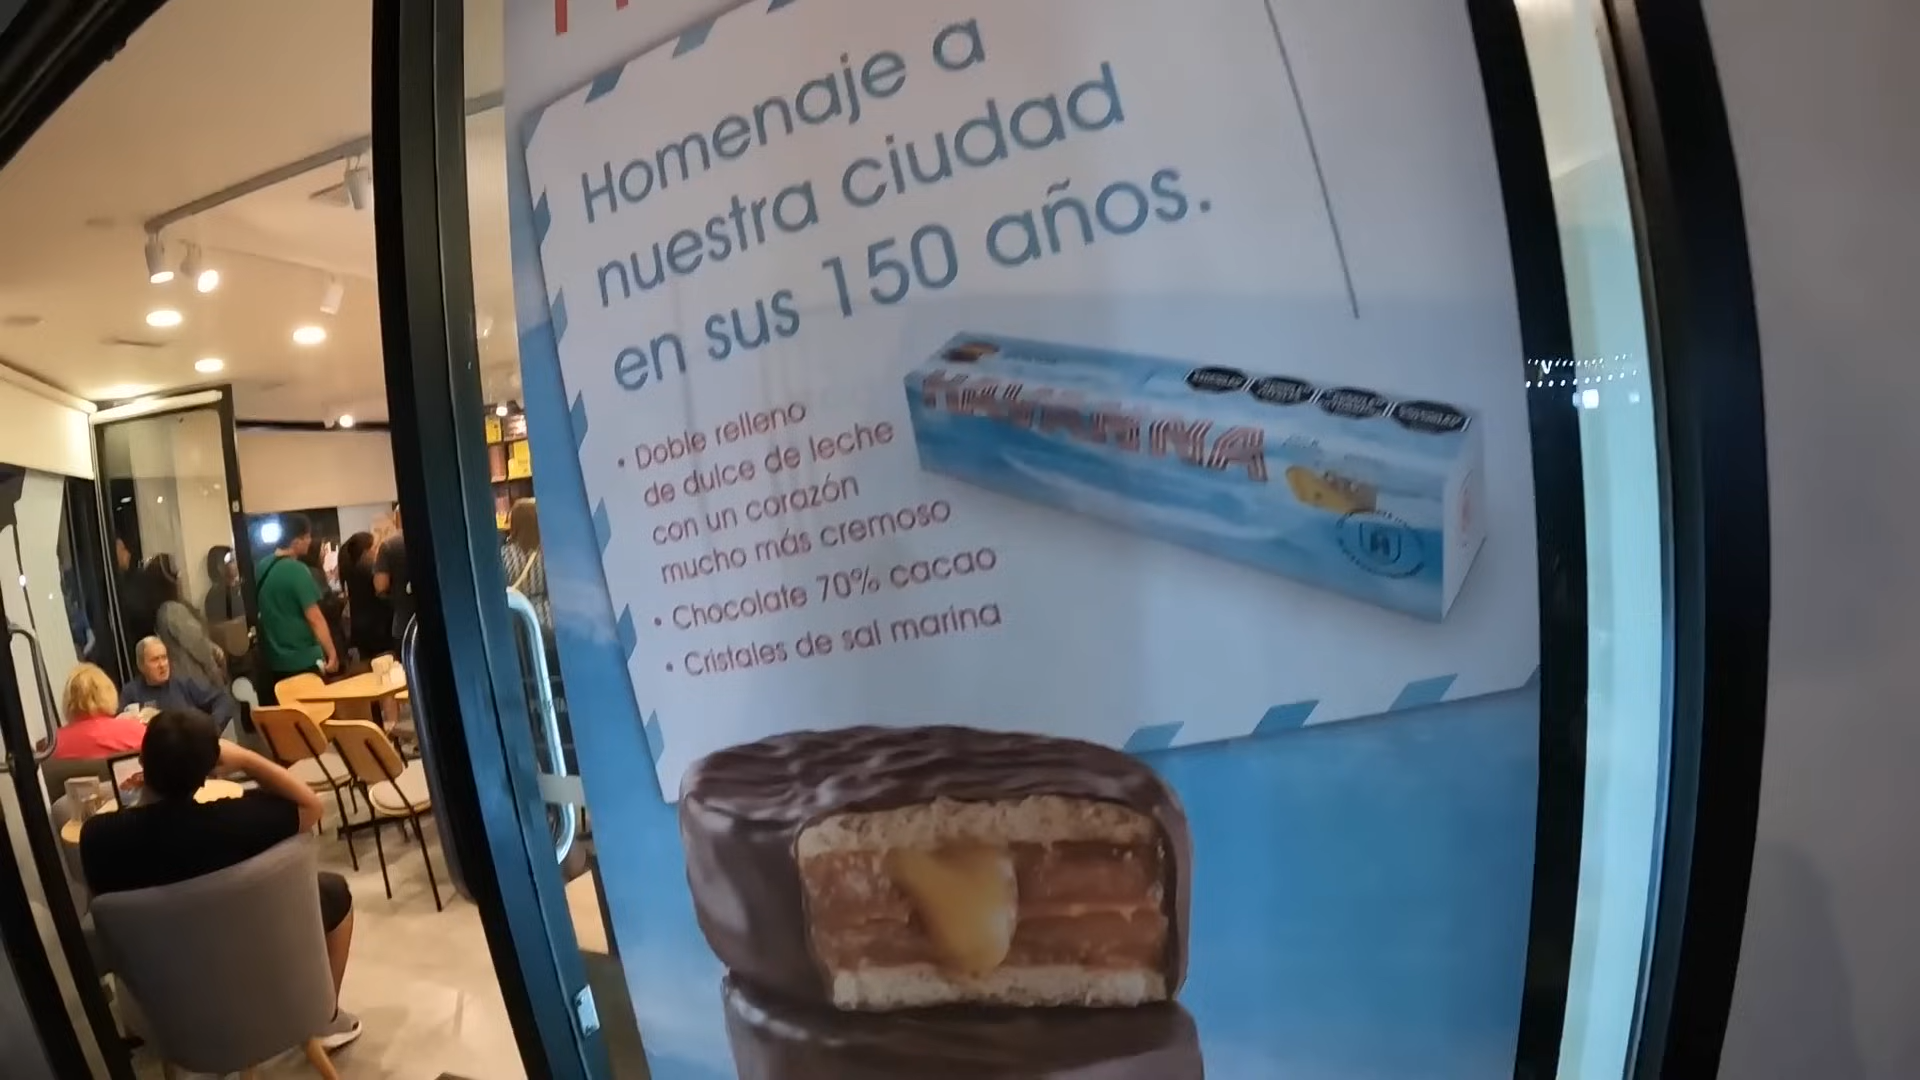 Homenaje a
nuestra ciudad
en sus 150 años.
• Doble relleno
de dulce de leche
con un corazón
mucho más cremoso
• Chocolate 70% cacao
• Cristales de sal marina
HAVANNA